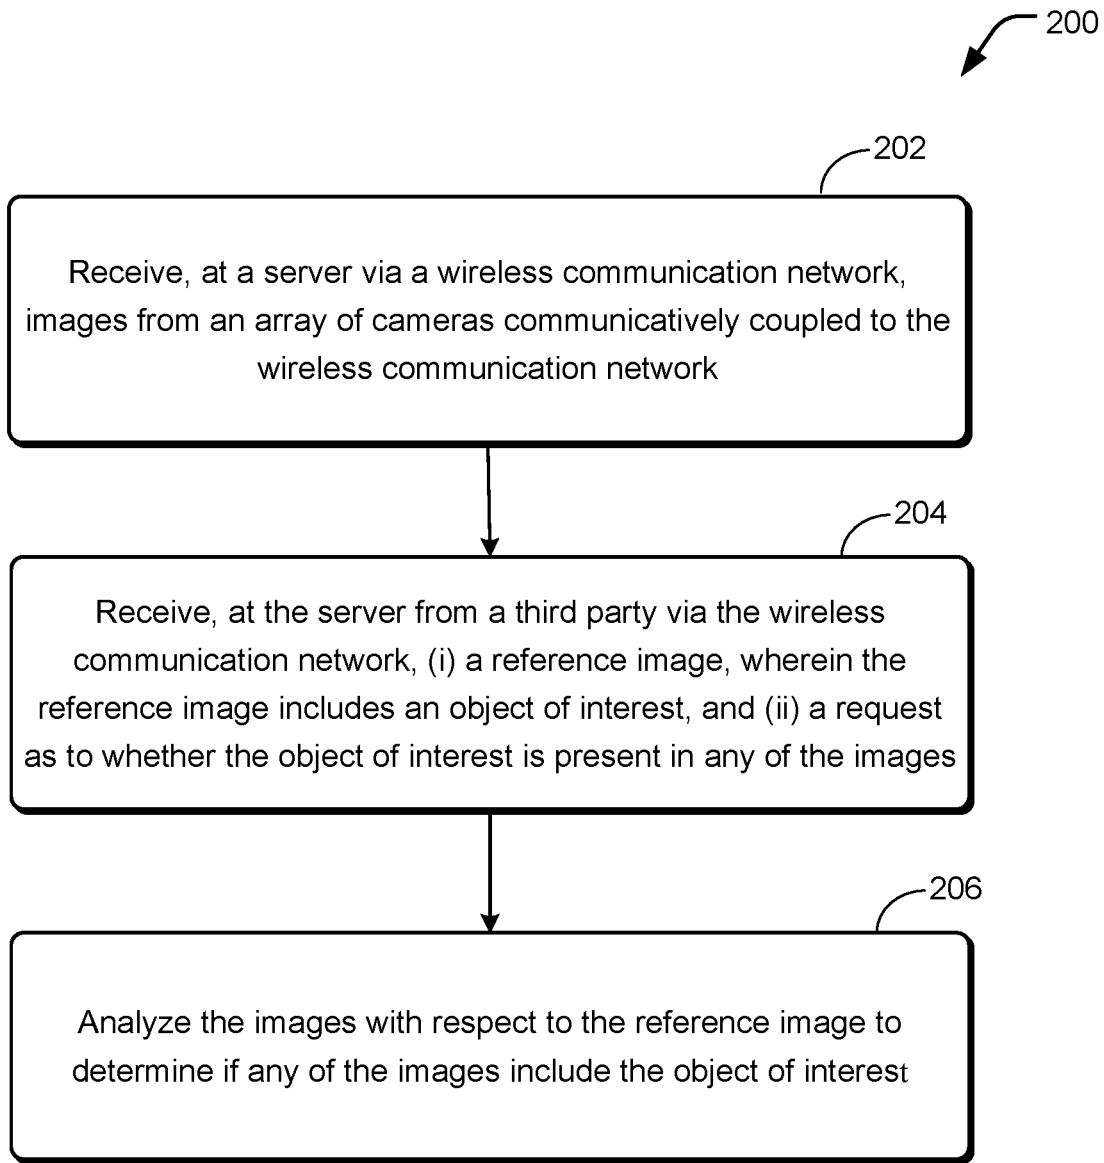 200
202
Receive, at a server via a wireless communication network,
images from an array of cameras communicatively coupled to the
wireless communication network
204
Receive, at the server from a third party via the wireless
communication network, (i) a reference image, wherein the
reference image includes an object of interest, and (ii) a request
as to whether the object of interest is present in any of the images
206
Analyze the images with respect to the reference image to
determine if any of the images include the object of interest